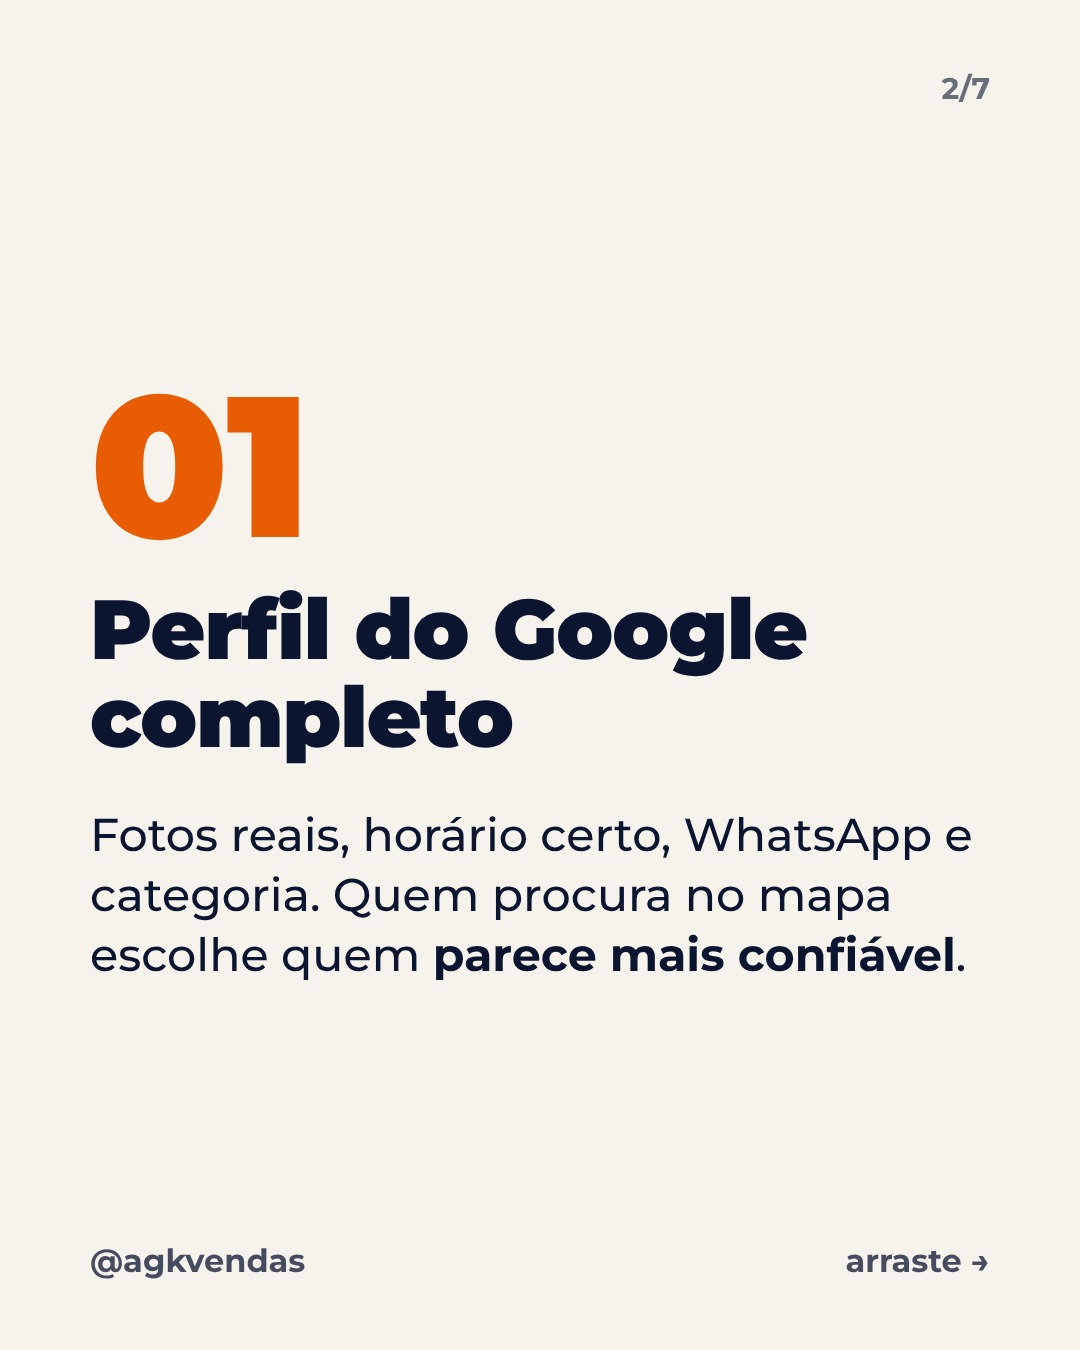 2/7
01
Perfil do Google
completo
Fotos reais, horário certo, WhatsApp e
categoria. Quem procura no mapa
escolhe quem parece mais confiável.
@agkvendas
arraste →